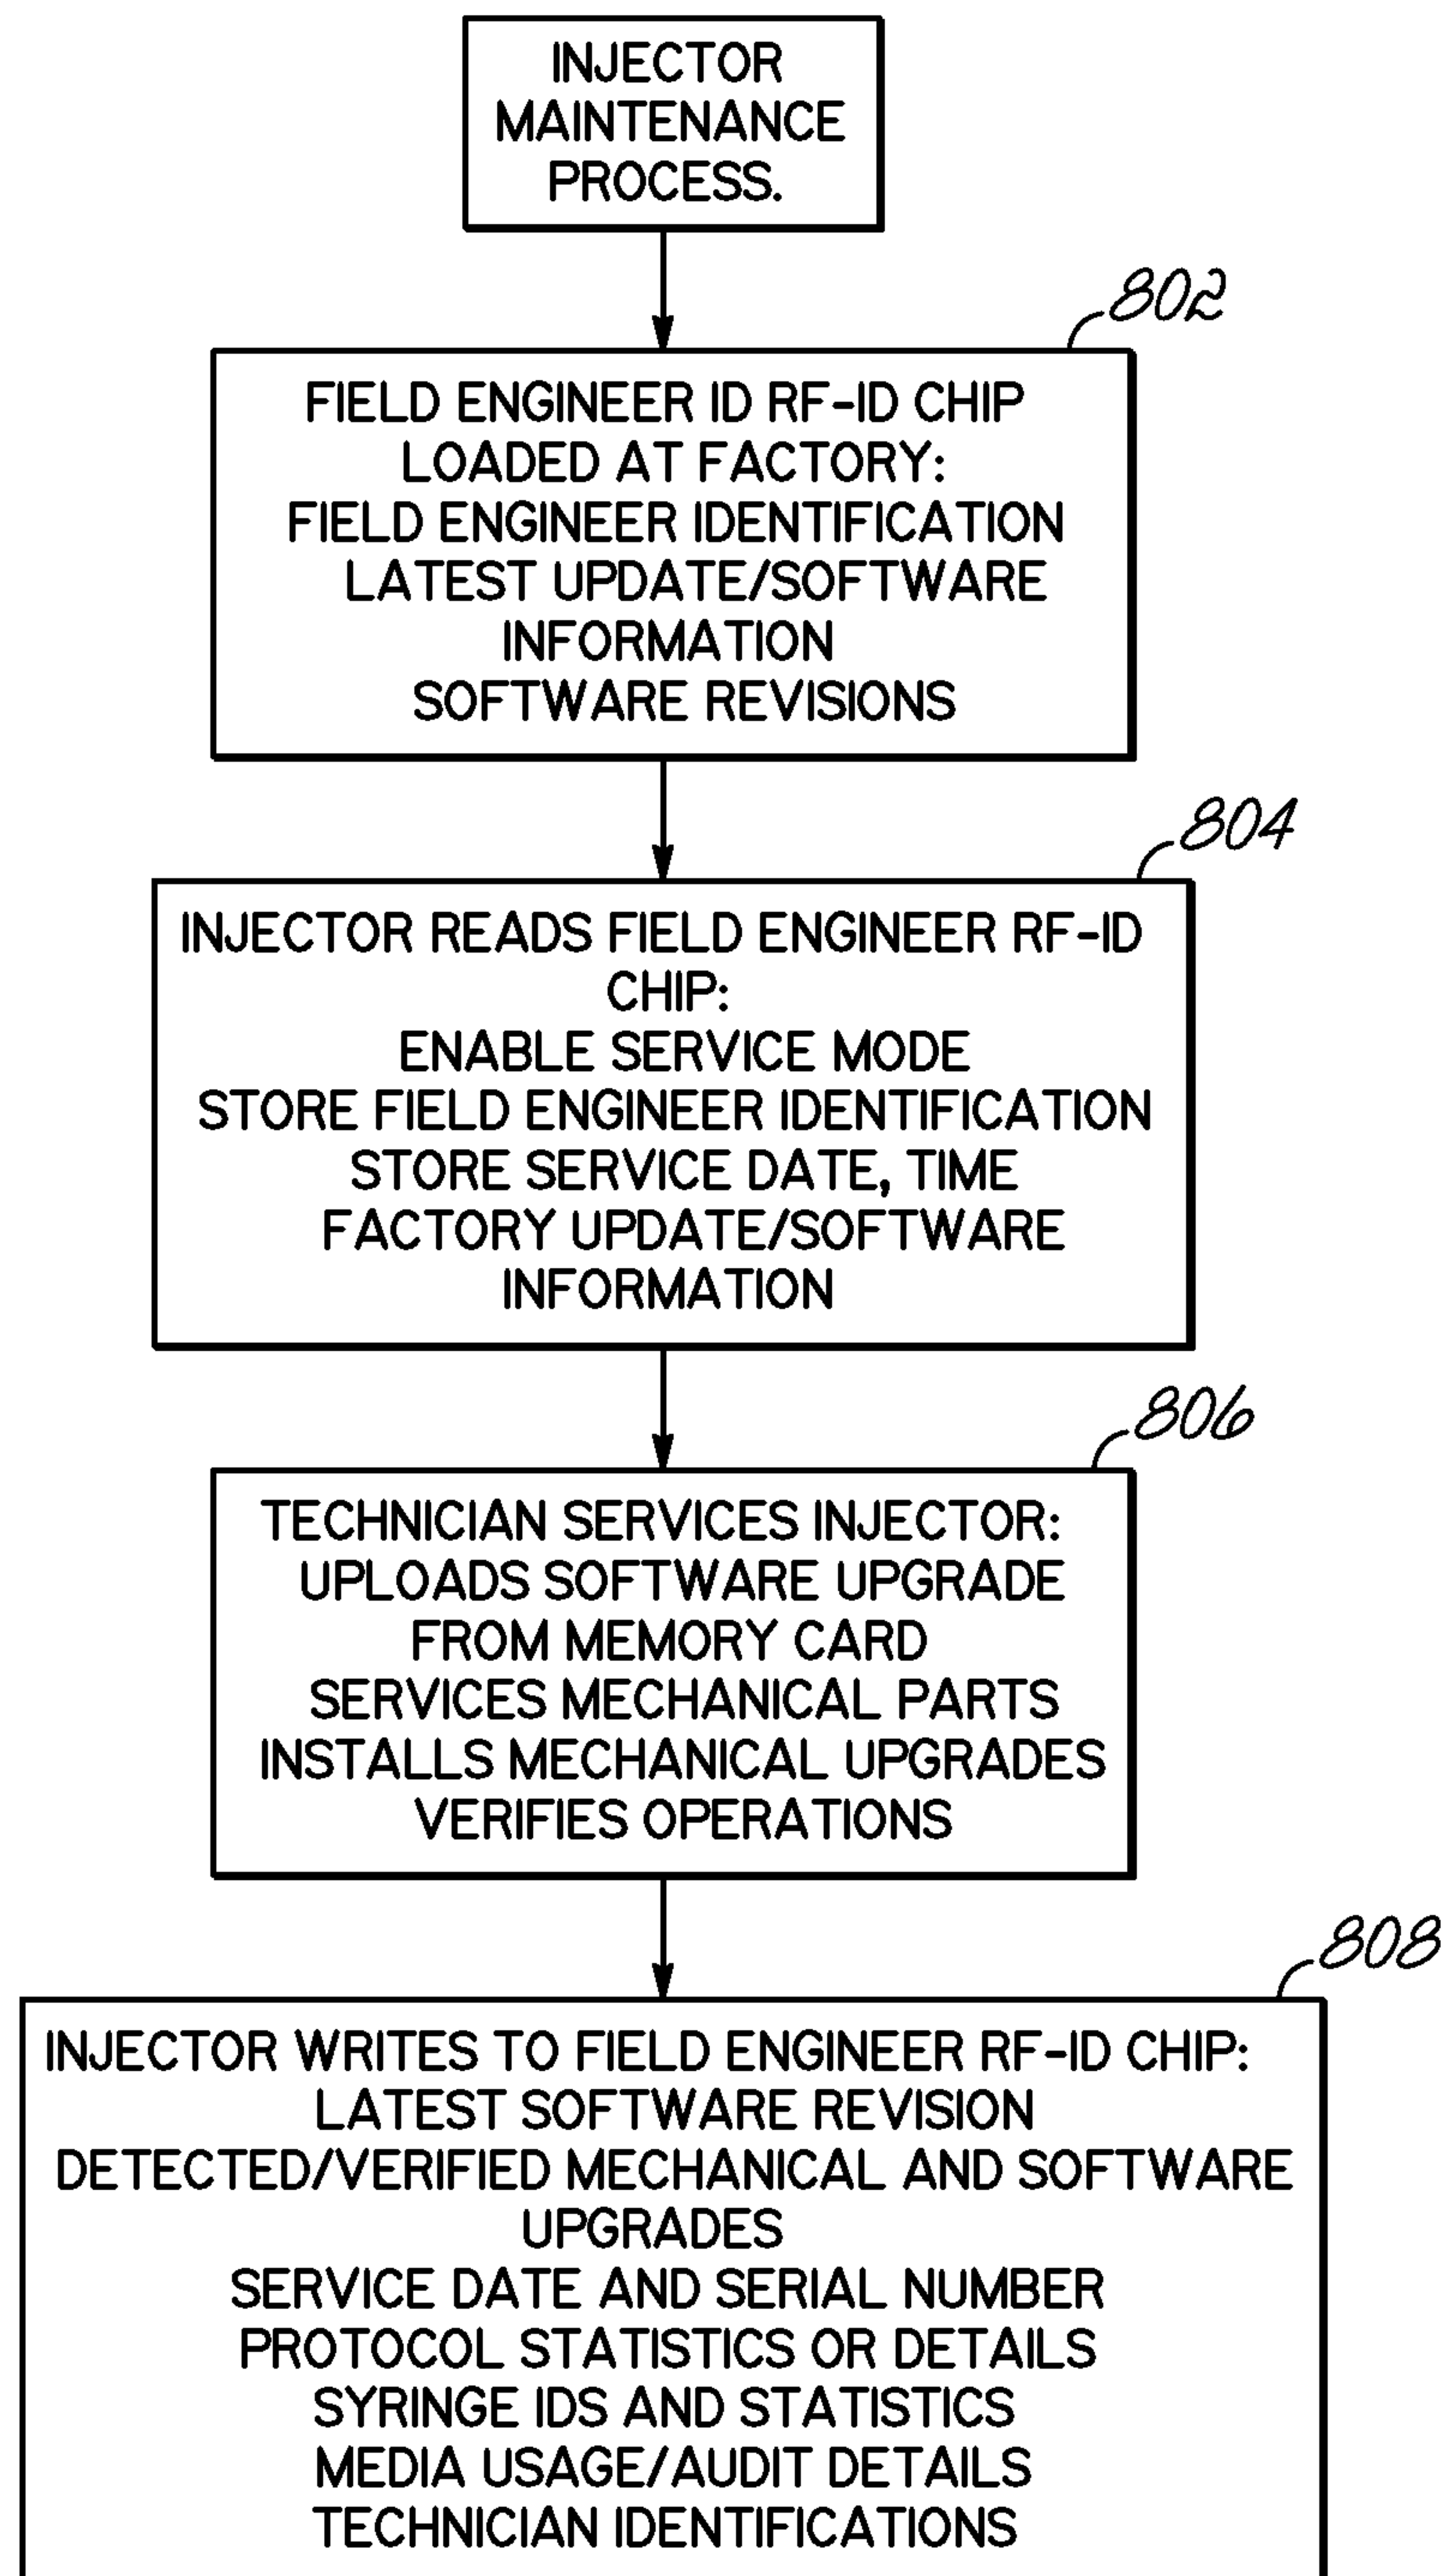 INJECTOR
MAINTENANCE
PROCESS.
802
FIELD ENGINEER ID RF-ID CHIP
LOADED AT FACTORY:
FIELD ENGINEER IDENTIFICATION
LATEST UPDATE/SOFTWARE
INFORMATION
SOFTWARE REVISIONS
804
INJECTOR READS FIELD ENGINEER RF-ID
CHIP:
ENABLE SERVICE MODE
STORE FIELD ENGINEER IDENTIFICATION
STORE SERVICE DATE, TIME
FACTORY UPDATE/SOFTWARE
INFORMATION
806
TECHNICIAN SERVICES INJECTOR:
UPLOADS SOFTWARE UPGRADE
FROM MEMORY CARD
SERVICES MECHANICAL PARTS
INSTALLS MECHANICAL UPGRADES
VERIFIES OPERATIONS
808
INJECTOR WRITES TO FIELD ENGINEER RF-ID CHIP:
LATEST SOFTWARE REVISION
DETECTED/VERIFIED MECHANICAL AND SOFTWARE
UPGRADES
SERVICE DATE AND SERIAL NUMBER
PROTOCOL STATISTICS OR DETAILS
SYRINGE IDS AND STATISTICS
MEDIA USAGE/AUDIT DETAILS
TECHNICIAN IDENTIFICATIONS